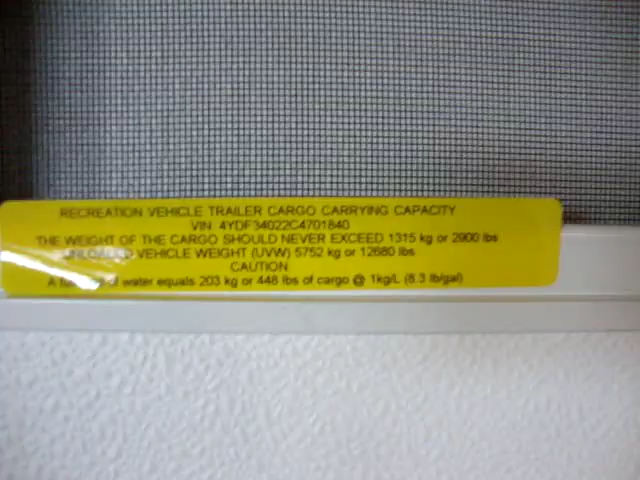 RECREATION VEHICLE TRAILER CARGO CARRYING CAPACITY
VIN 4YDF34022C4701840
THE WEIGHT OF THE CARGO SHOULD NEVER EXCEED 1315 kg or 2900 lbs
UNLOADED VEHICLE WEIGHT (UVW) 5752 kg or 12680 lbs
CAUTION
A of water equals 203 kg or 448 lbs of cargo @ 1kg/L (8.3 lb/gal)